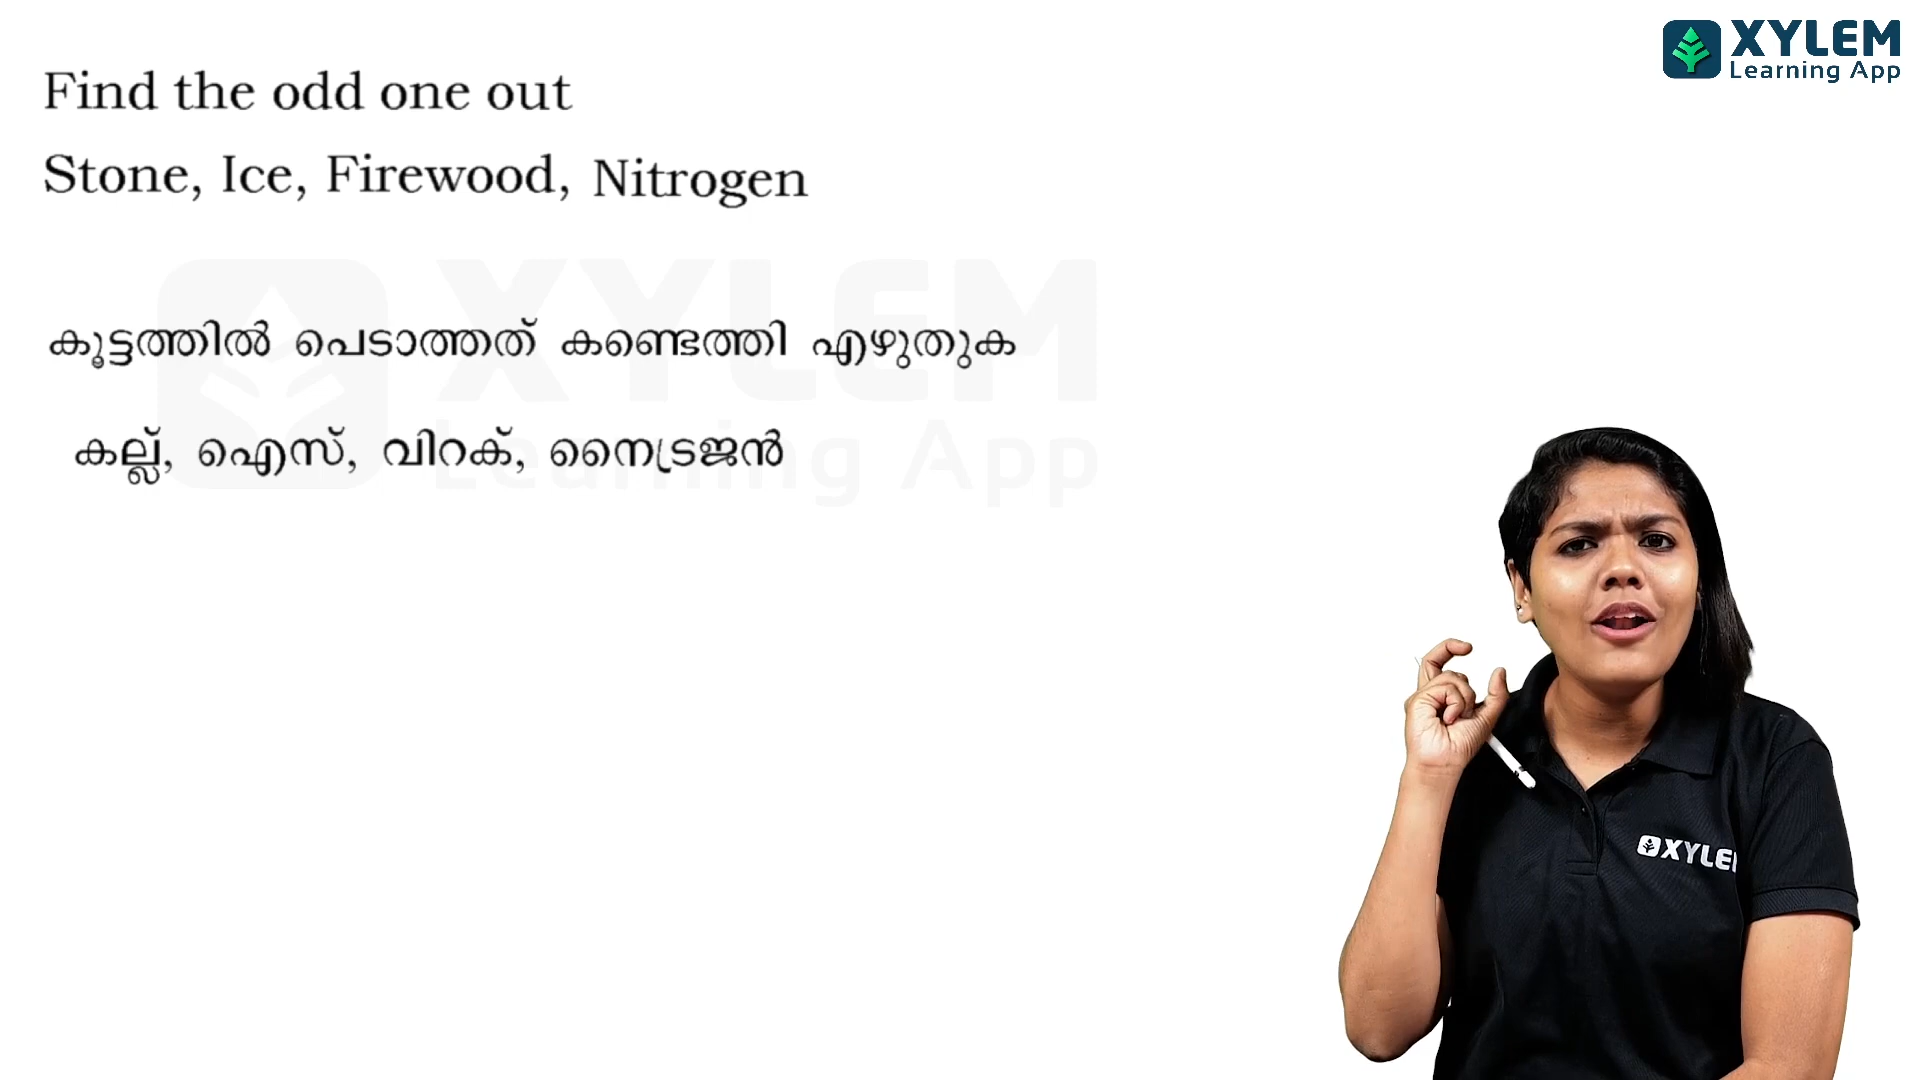 XYLEM
Learning App
Find the odd one out
Stone, Ice, Firewood, Nitrogen
XYLEM
Learning App
കൂട്ടത്തിൽ പെടാത്തത് കണ്ടെത്തി എഴുതുക
കല്ല്, ഐസ്, വിറക്, നൈട്രജൻ
XYLE